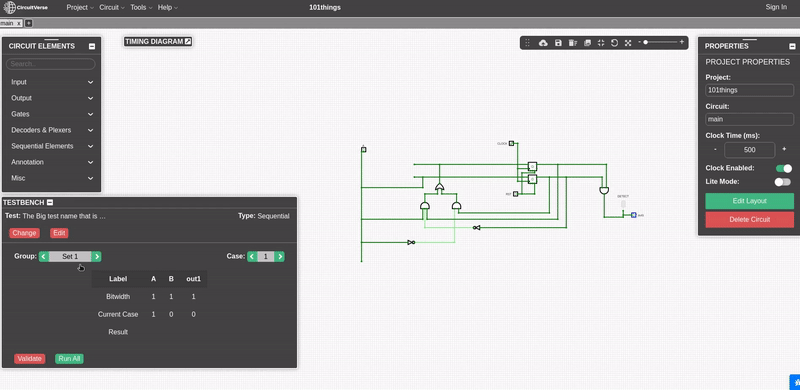 CircuitVerse Project Circuit Tools Help 101things Sign In
main x +
CIRCUIT ELEMENTS
Search...
Input
Output
Gates
Decoders & Plexers
Sequential Elements
Annotation
Misc
TIMING DIAGRAM
PROPERTIES
PROJECT PROPERTIES
Project:
101things
Circuit:
main
Clock Time (ms):
- 500 +
Clock Enabled:
Lite Mode:
Edit Layout
Delete Circuit
TESTBENCH
Test: The Big test name that is ... Type: Sequential
Change Edit
Group: < Set 1 > Case: < 1 >
Label A B out1
Bitwidth 1 1 1
Current Case 1 0 0
Result
Validate Run All